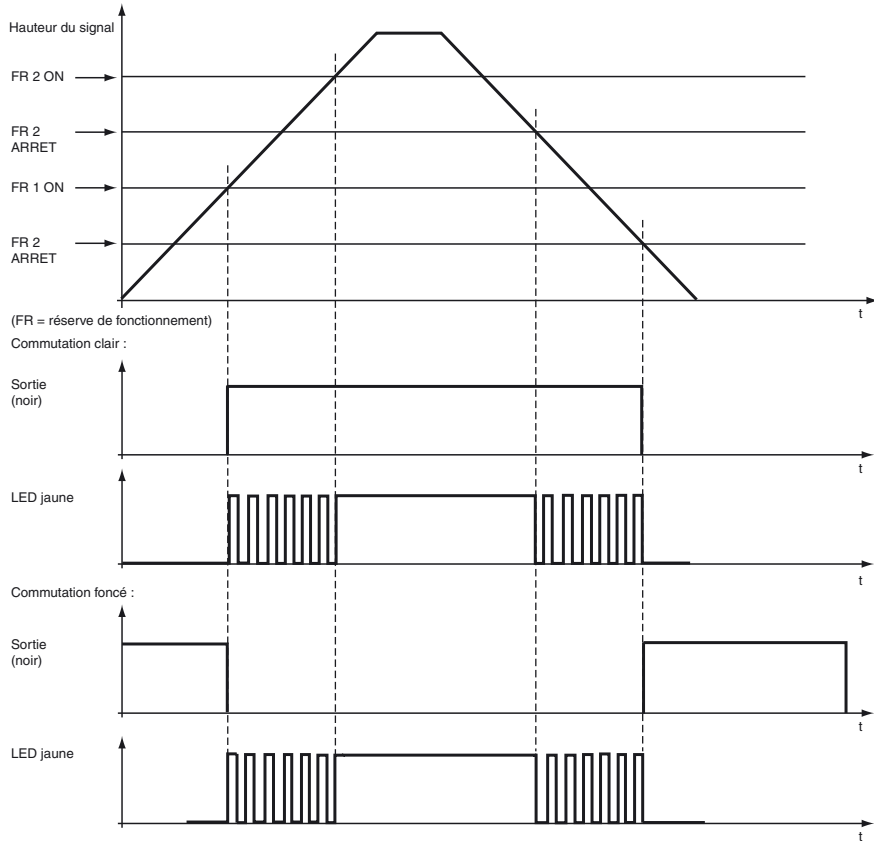 Hauteur du signal
FR 2 ON
FR 2
ARRET
FR 1 ON
FR 2
ARRET
t
(FR = réserve de fonctionnement)
Commutation clair :
Sortie
(noir)
t
LED jaune
t
Commutation foncé :
Sortie
(noir)
t
LED jaune
t